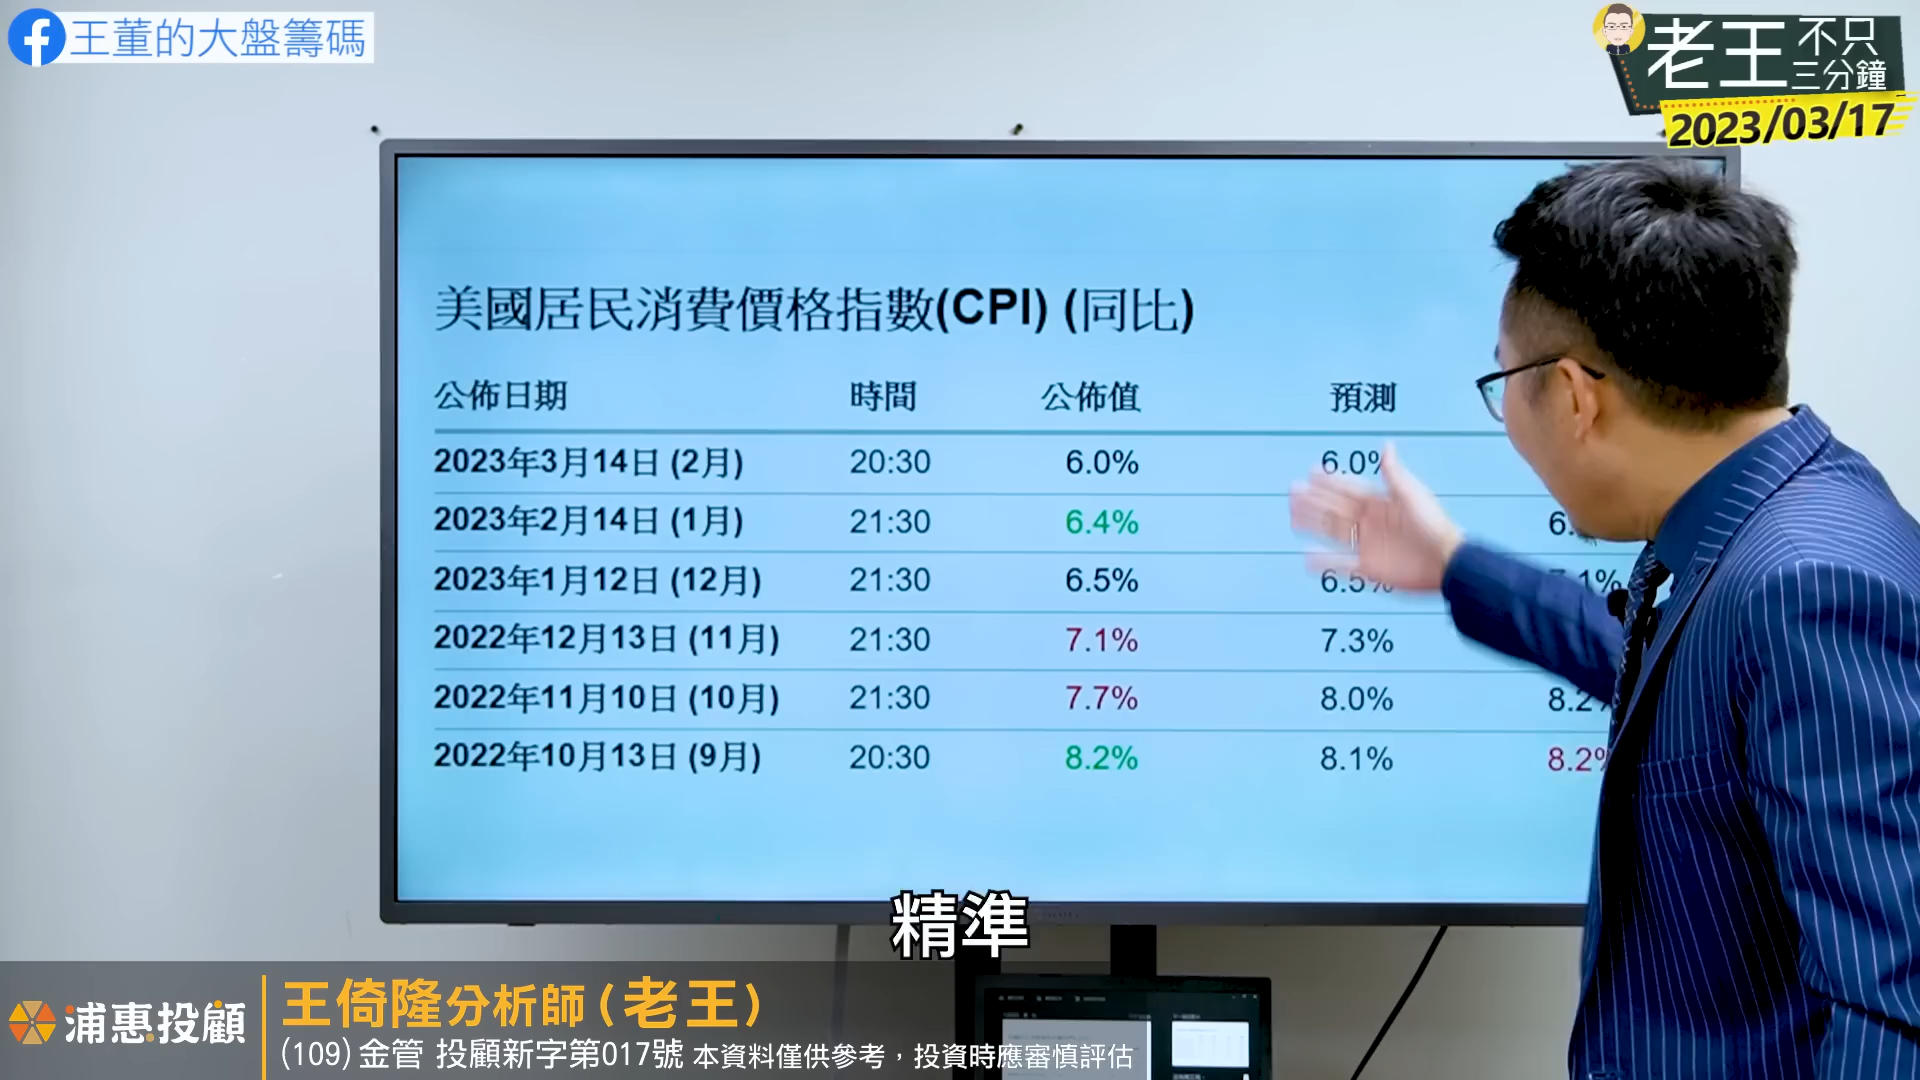 王董的大盤籌碼
老王不只三分鐘
2023/03/17
美國居民消費價格指數(CPI) (同比)
公佈日期 時間 公佈值 預測
2023年3月14日 (2月) 20:30 6.0% 6.0%
2023年2月14日 (1月) 21:30 6.4%
2023年1月12日 (12月) 21:30 6.5% 6.5%
2022年12月13日 (11月) 21:30 7.1% 7.3%
2022年11月10日 (10月) 21:30 7.7% 8.0% 8.2%
2022年10月13日 (9月) 20:30 8.2% 8.1% 8.2%
精準
浦惠投顧
王倚隆分析師(老王)
(109)金管 投顧新字第017號 本資料僅供參考，投資時應審慎評估